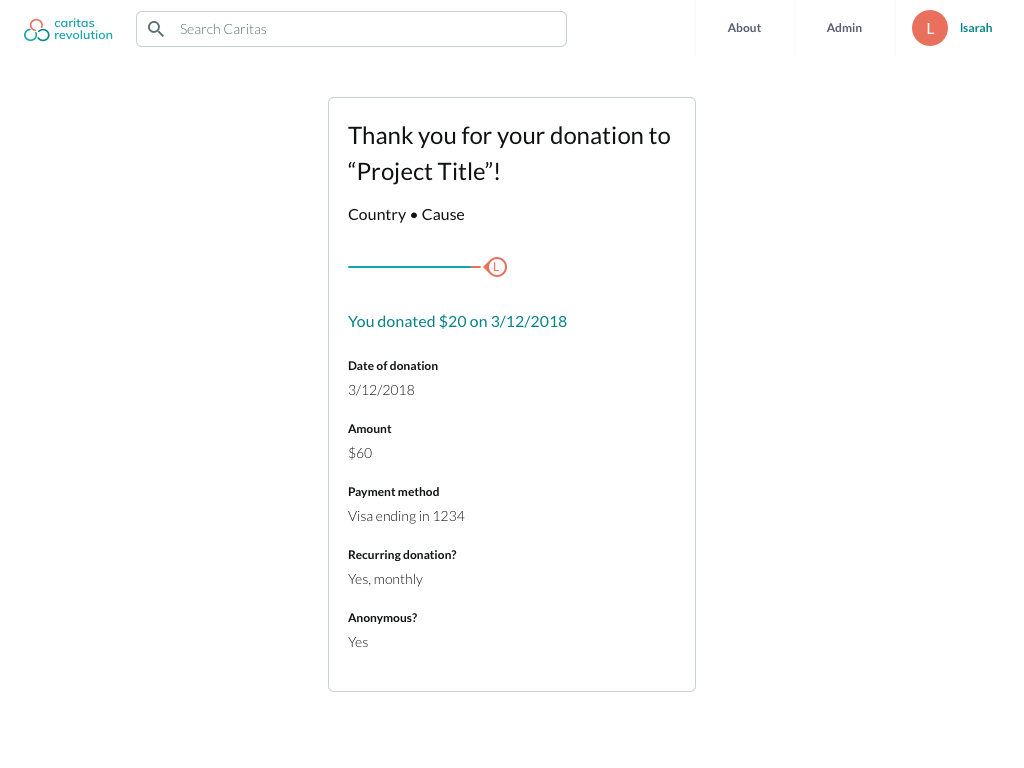 caritas
revolution
Search Caritas
About
Admin
L
lsarah
Thank you for your donation to
“Project Title”!
Country • Cause
L
You donated $20 on 3/12/2018
Date of donation
3/12/2018
Amount
$60
Payment method
Visa ending in 1234
Recurring donation?
Yes, monthly
Anonymous?
Yes